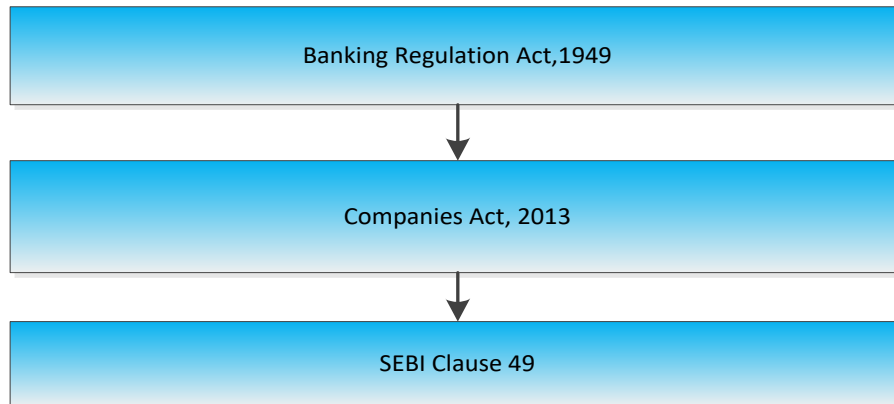 Banking Regulation Act,1949
Companies Act, 2013
SEBI Clause 49